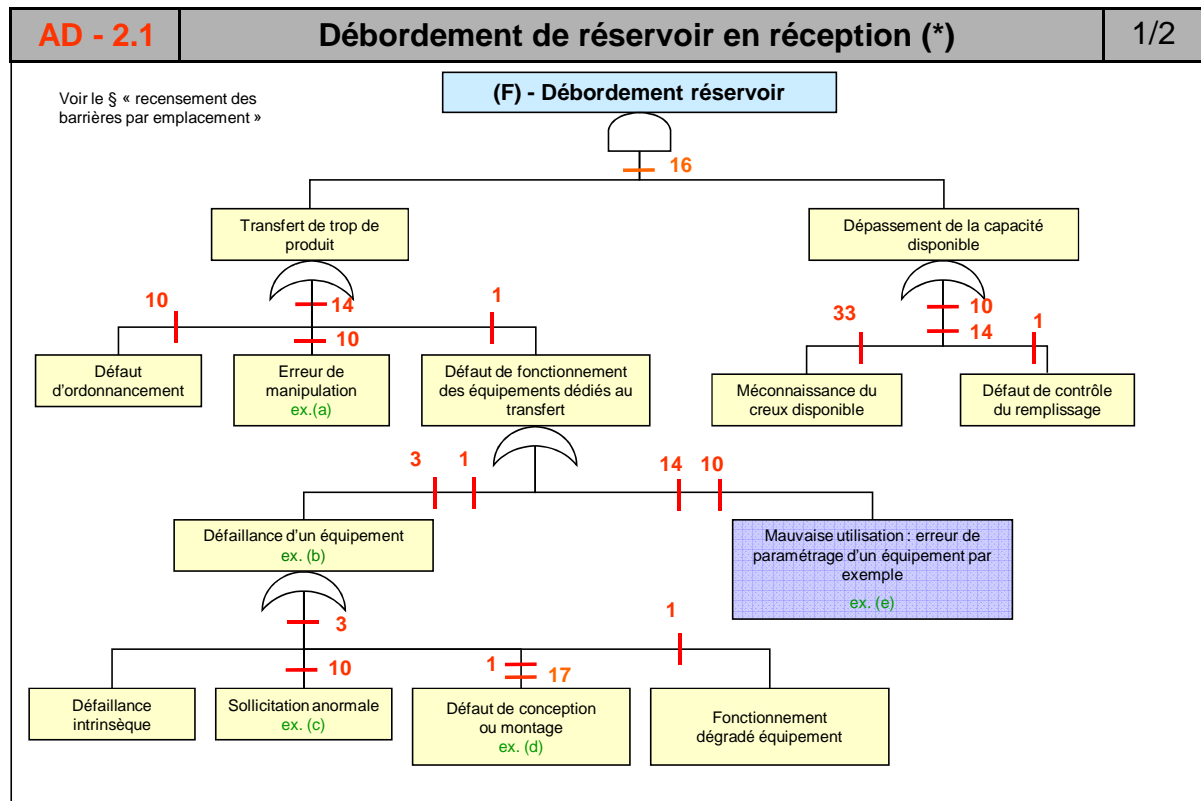 AD - 2.1
Débordement de réservoir en réception (*)
1/2
Voir le § « recensement des
barrières par emplacement »
(F) - Débordement réservoir
16
Transfert de trop de
produit
Dépassement de la capacité
disponible
10
14
1
10
33
10
14
1
Défaut
d'ordonnancement
Erreur de
manipulation
ex.(a)
Défaut de fonctionnement
des équipements dédiés au
transfert
Méconnaissance du
creux disponible
Défaut de contrôle
du remplissage
3
1
14
10
Défaillance d'un équipement
ex. (b)
Mauvaise utilisation : erreur de
paramétrage d'un équipement par
exemple
ex. (e)
3
10
1
17
1
Défaillance
intrinsèque
Sollicitation anormale
ex. (c)
Défaut de conception
ou montage
ex. (d)
Fonctionnement
dégradé équipement